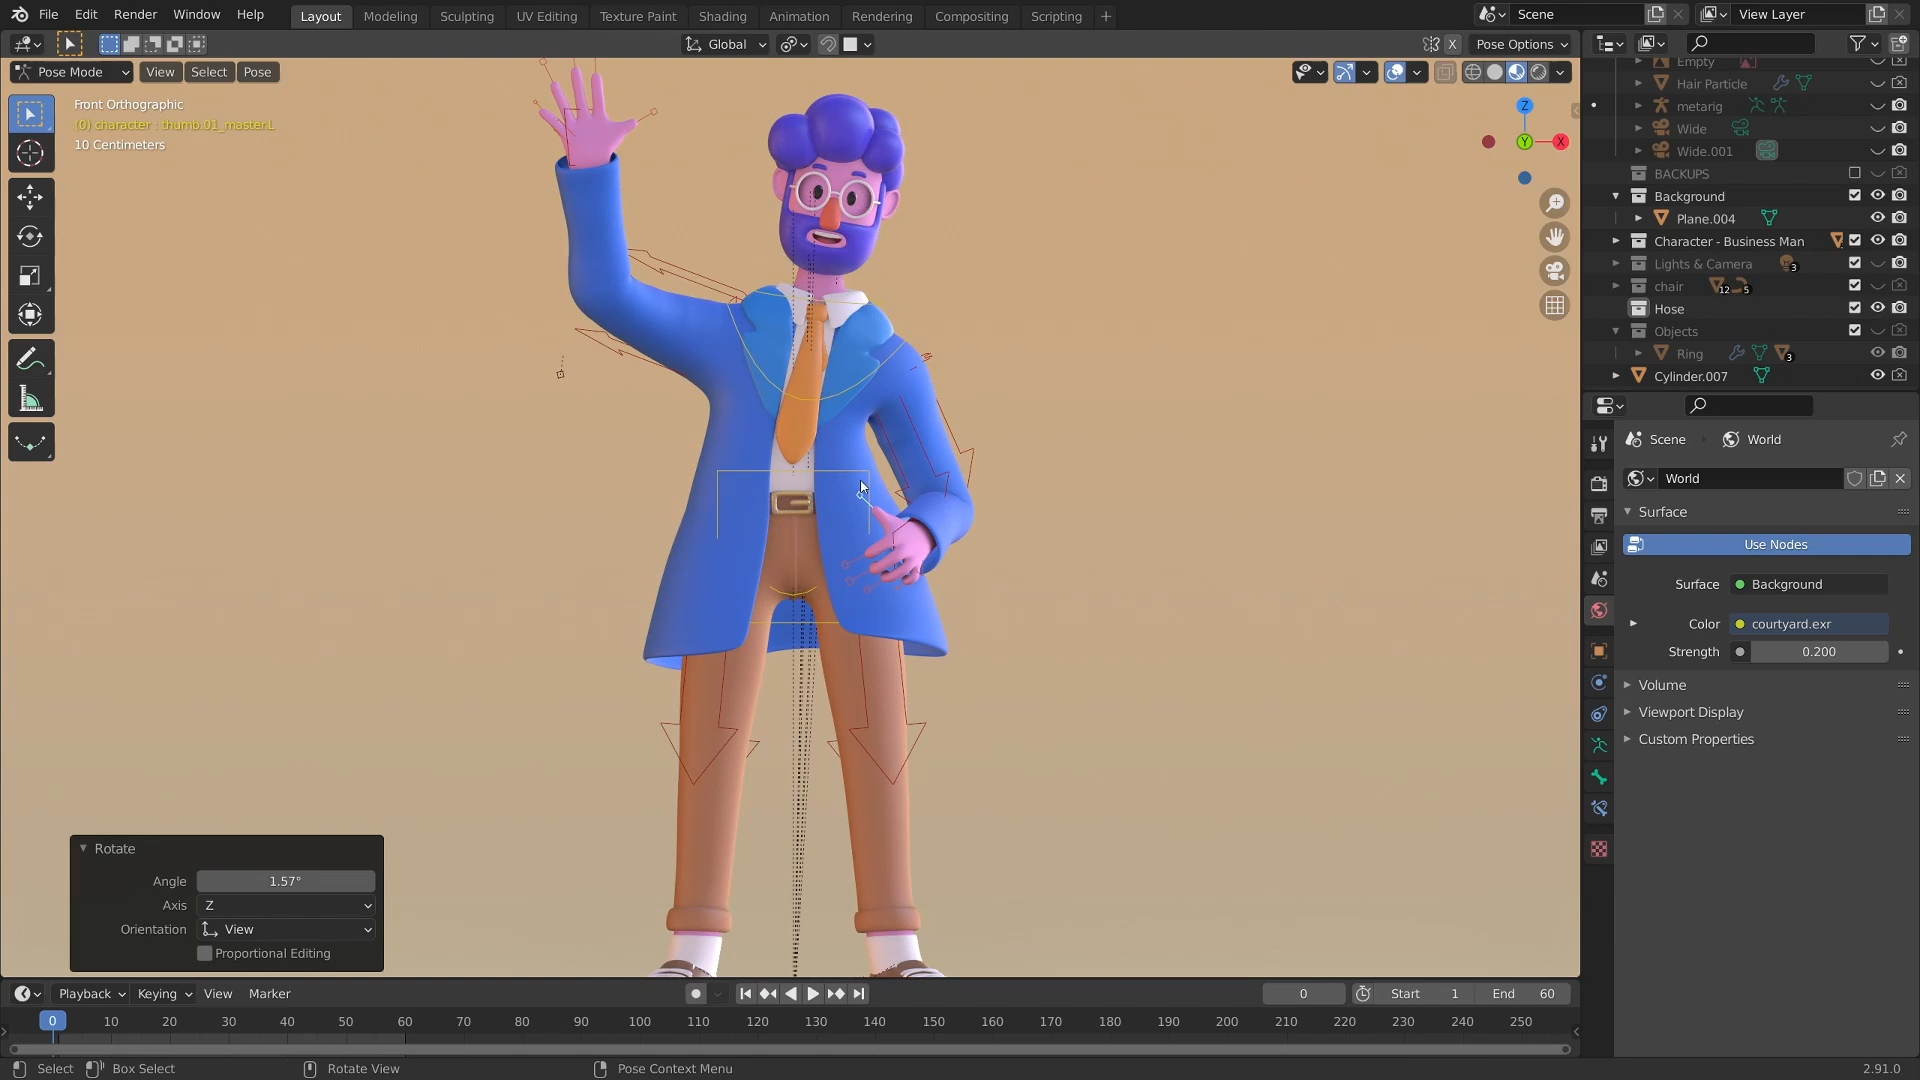 File Edit Render Window Help Layout Modeling Sculpting UV Editing Texture Paint Shading Animation Rendering Compositing Scripting + Scene View Layer
Global X Pose Options
Pose Mode View Select Pose
Front Orthographic
(0) character : thumb.01_master.L
10 Centimeters
Z
Y
X
Empty
Hair Particle
metarig
Wide
Wide.001
BACKUPS
Background
Plane.004
Character - Business Man
Lights & Camera 3
chair 12 5
Hose
Objects
Ring 3
Cylinder.007
Scene World
World
Surface
Use Nodes
Surface Background
Color courtyard.exr
Strength 0.200
Volume
Viewport Display
Custom Properties
Rotate
Angle 1.57°
Axis Z
Orientation View
Proportional Editing
Playback Keying View Marker 0 Start 1 End 60
0 10 20 30 40 50 60 70 80 90 100 110 120 130 140 150 160 170 180 190 200 210 220 230 240 250
Select Box Select Rotate View Pose Context Menu 2.91.0